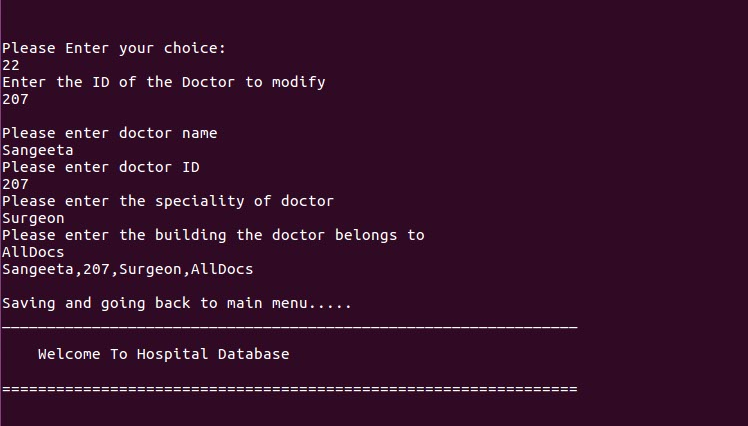 Please Enter your choice:
22
Enter the ID of the Doctor to modify
207
Please enter doctor name
Sangeeta
Please enter doctor ID
207
Please enter the speciality of doctor
Surgeon
Please enter the building the doctor belongs to
AllDocs
Sangeeta,207,Surgeon,AllDocs
Saving and going back to main menu.....
________________________________________________________________
Welcome To Hospital Database
================================================================